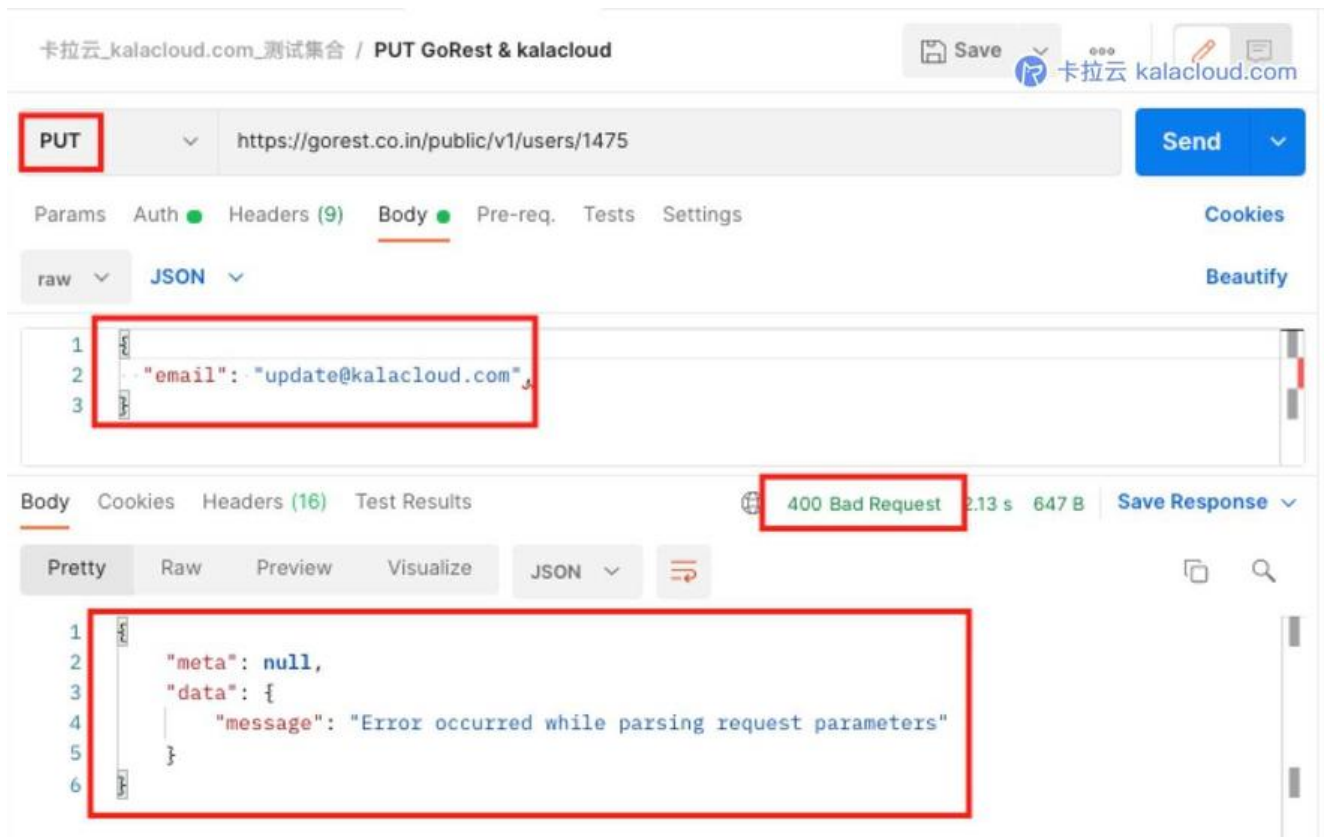 卡拉云_kalacloud.com_测试集合 / PUT GoRest & kalacloud Save
卡拉云 kalacloud.com
PUT https://gorest.co.in/public/v1/users/1475 Send
Params Auth Headers (9) Body Pre-req. Tests Settings Cookies
raw JSON Beautify
1 {
2 "email": "update@kalacloud.com",
3 }
Body Cookies Headers (16) Test Results 400 Bad Request 2.13 s 647 B Save Response
Pretty Raw Preview Visualize JSON
1 {
2 "meta": null,
3 "data": {
4 "message": "Error occurred while parsing request parameters"
5 }
6 }